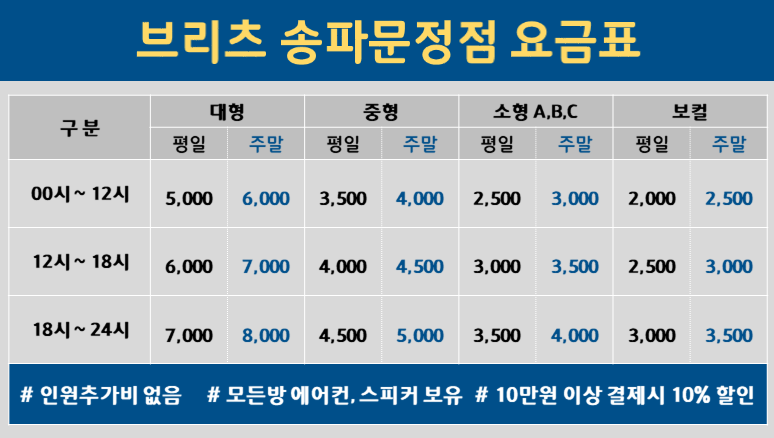 브리츠 송파문정점 요금표
구 분 대형 중형 소형 A,B,C 보컬
평일 주말 평일 주말 평일 주말 평일 주말
00시 ~ 12시 5,000 6,000 3,500 4,000 2,500 3,000 2,000 2,500
12시 ~ 18시 6,000 7,000 4,000 4,500 3,000 3,500 2,500 3,000
18시 ~ 24시 7,000 8,000 4,500 5,000 3,500 4,000 3,000 3,500
# 인원추가비 없음 # 모든방 에어컨, 스피커 보유 # 10만원 이상 결제시 10% 할인